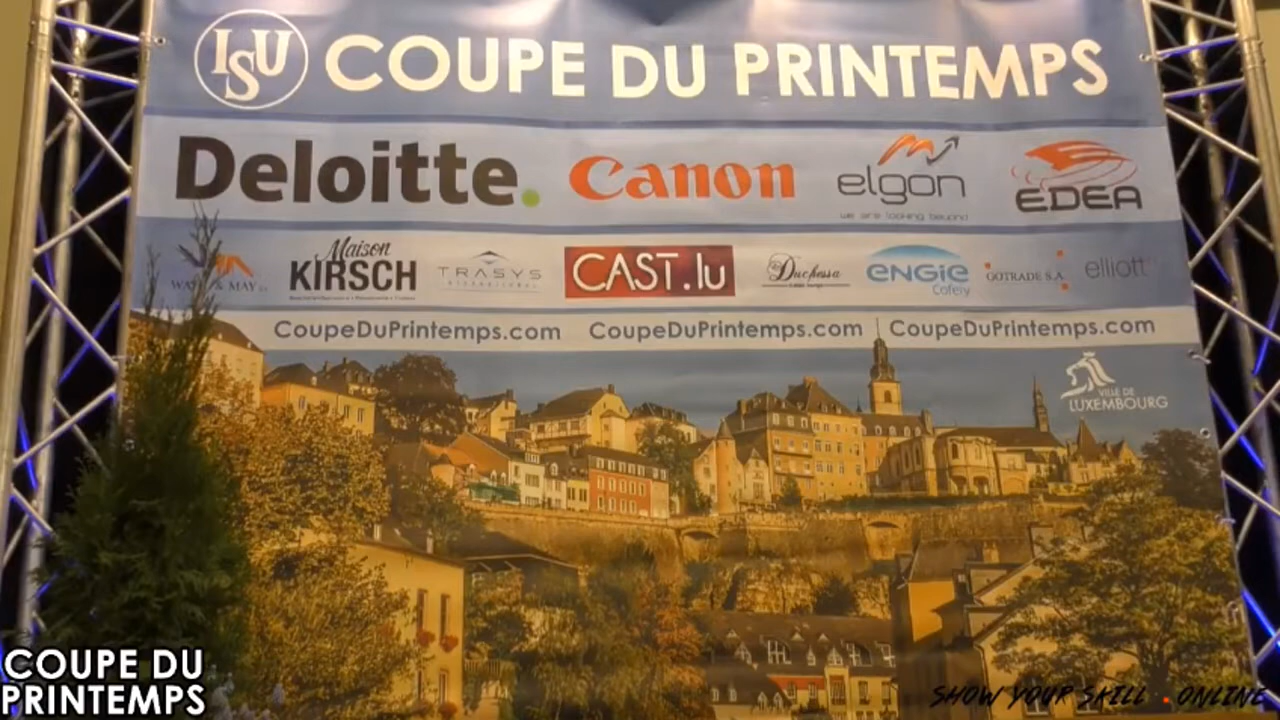 ISU COUPE DU PRINTEMPS
Deloitte. Canon elgon EDEA
we are looking beyond
Maison
KIRSCH TRASYS CAST.lu Duchessa ENGIE GOTRADE S.A. elliott
INTERNATIONAL Cofely
CoupeDuPrintemps.com CoupeDuPrintemps.com CoupeDuPrintemps.com
VILLE DE
LUXEMBOURG
COUPE DU
PRINTEMPS
SHOW YOUR SKILL . ONLINE